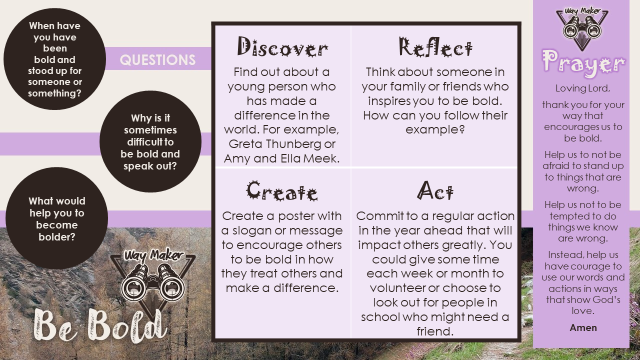 When have
you have
been
bold and
stood up for
someone or
something?
QUESTIONS
Why is it
sometimes
difficult to
be bold and
speak out?
What would
help you to
become
bolder?
Way Maker
Be Bold
Discover
Find out about a
young person who
has made a
difference in the
world. For example,
Greta Thunberg or
Amy and Ella Meek.
Reflect
Think about someone in
your family or friends who
inspires you to be bold.
How can you follow their
example?
Create
Create a poster with
a slogan or message
to encourage others
to be bold in how
they treat others and
make a difference.
Act
Commit to a regular action
in the year ahead that will
impact others greatly. You
could give some time
each week or month to
volunteer or choose to
look out for people in
school who might need a
friend.
Way Maker
Prayer
Loving Lord,
thank you for your
way that
encourages us to
be bold.
Help us to not be
afraid to stand up
to things that are
wrong.
Help us to not be
tempted to do
things we know
are wrong.
Instead, help us
have courage to
use our words and
actions in ways
that show God's
love.
Amen